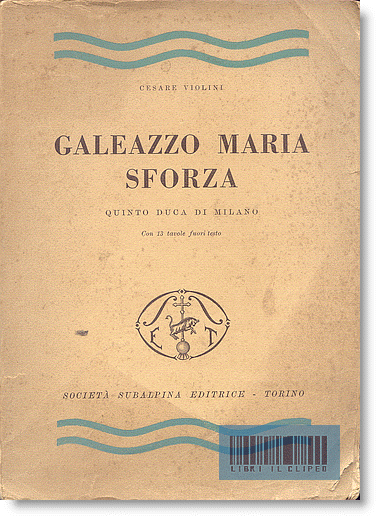 CESARE VIOLINI
GALEAZZO MARIA
SFORZA
QUINTO DUCA DI MILANO
Con 13 tavole fuori testo
E T
SOCIETÀ SUBALPINA EDITRICE - TORINO
LIBRI IL CLIPEO